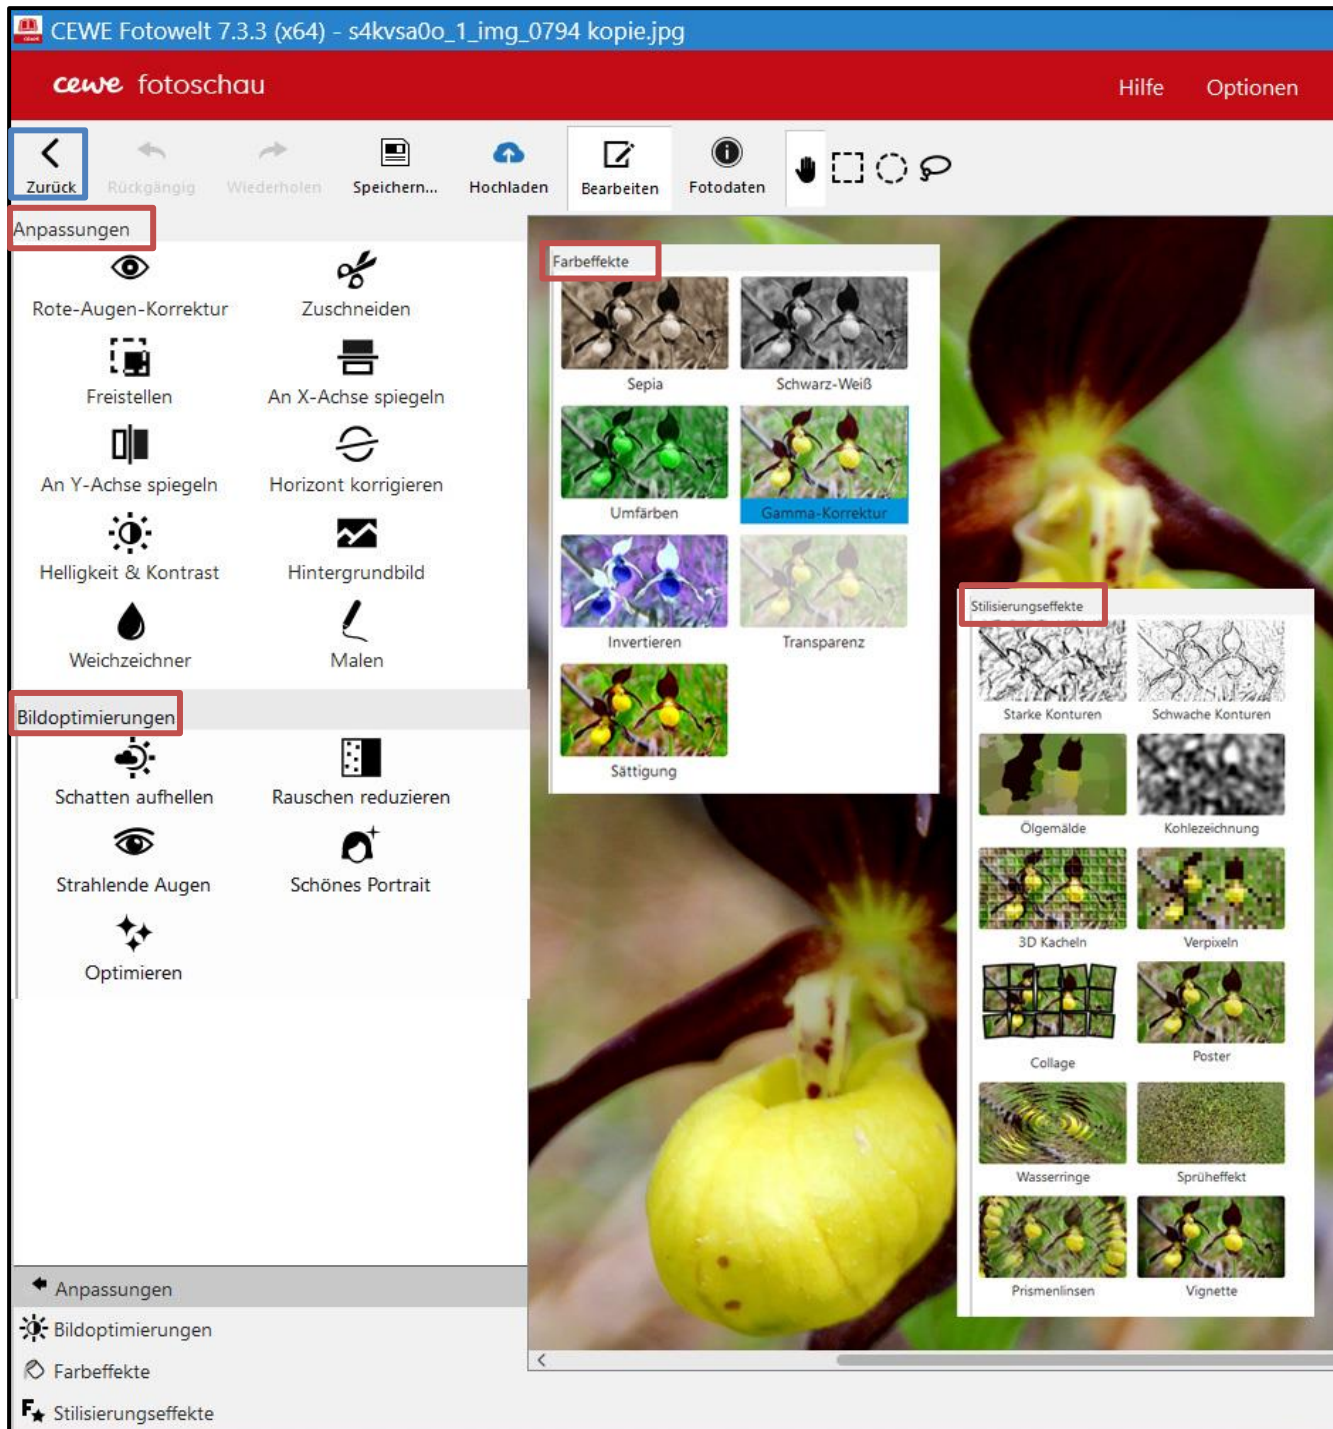 CEWE Fotowelt 7.3.3 (x64) - s4kvsa0o_1_img_0794 kopie.jpg
cewe fotoschau
Hilfe Optionen
Zurück Rückgängig Wiederholen Speichern... Hochladen Bearbeiten Fotodaten
Anpassungen
Rote-Augen-Korrektur Zuschneiden
Freistellen An X-Achse spiegeln
An Y-Achse spiegeln Horizont korrigieren
Helligkeit & Kontrast Hintergrundbild
Weichzeichner Malen
Bildoptimierungen
Schatten aufhellen Rauschen reduzieren
Strahlende Augen Schönes Portrait
Optimieren
Farbeffekte
Sepia Schwarz-Weiß
Umfärben Gamma-Korrektur
Invertieren Transparenz
Sättigung
Stilisierungseffekte
Starke Konturen Schwache Konturen
Ölgemälde Kohlezeichnung
3D Kacheln Verpixeln
Collage Poster
Wasserringe Sprüheffekt
Prismenlinsen Vignette
Anpassungen
Bildoptimierungen
Farbeffekte
Stilisierungseffekte